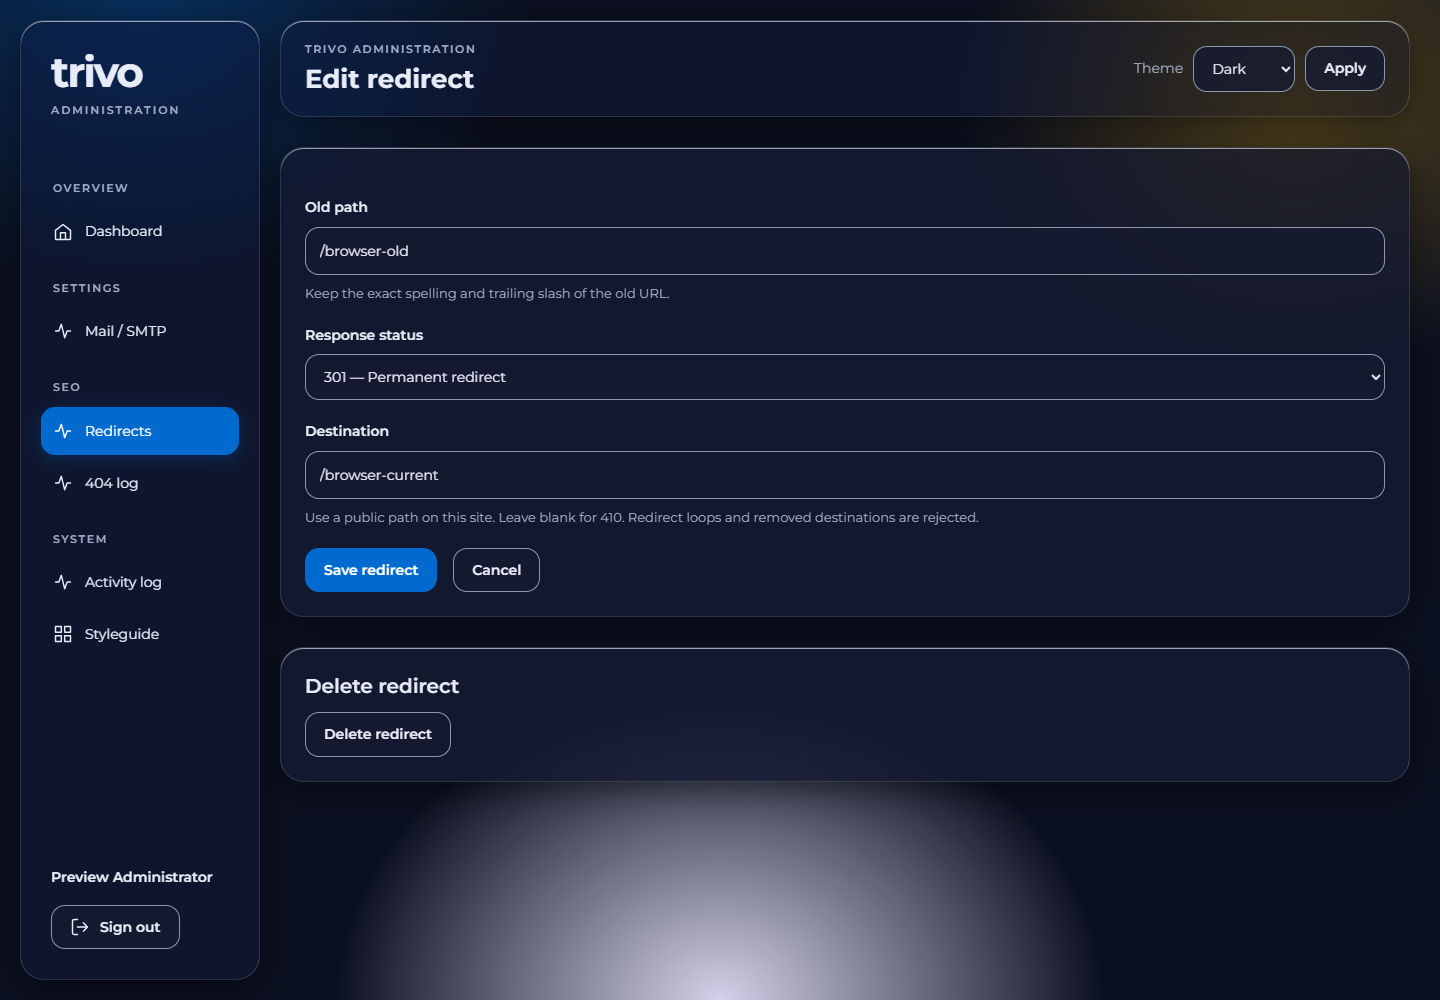 trivo
ADMINISTRATION
OVERVIEW
Dashboard
SETTINGS
Mail / SMTP
SEO
Redirects
404 log
SYSTEM
Activity log
Styleguide
Preview Administrator
Sign out
TRIVO ADMINISTRATION
Edit redirect
Theme
Dark
Apply
Old path
/browser-old
Keep the exact spelling and trailing slash of the old URL.
Response status
301 — Permanent redirect
Destination
/browser-current
Use a public path on this site. Leave blank for 410. Redirect loops and removed destinations are rejected.
Save redirect
Cancel
Delete redirect
Delete redirect